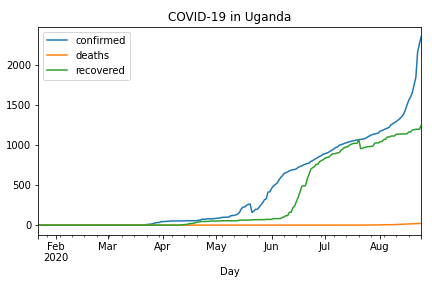 COVID-19 in Uganda
confirmed
deaths
recovered
2000
1500
1000
500
0
Feb Mar Apr May Jun Jul Aug
2020
Day